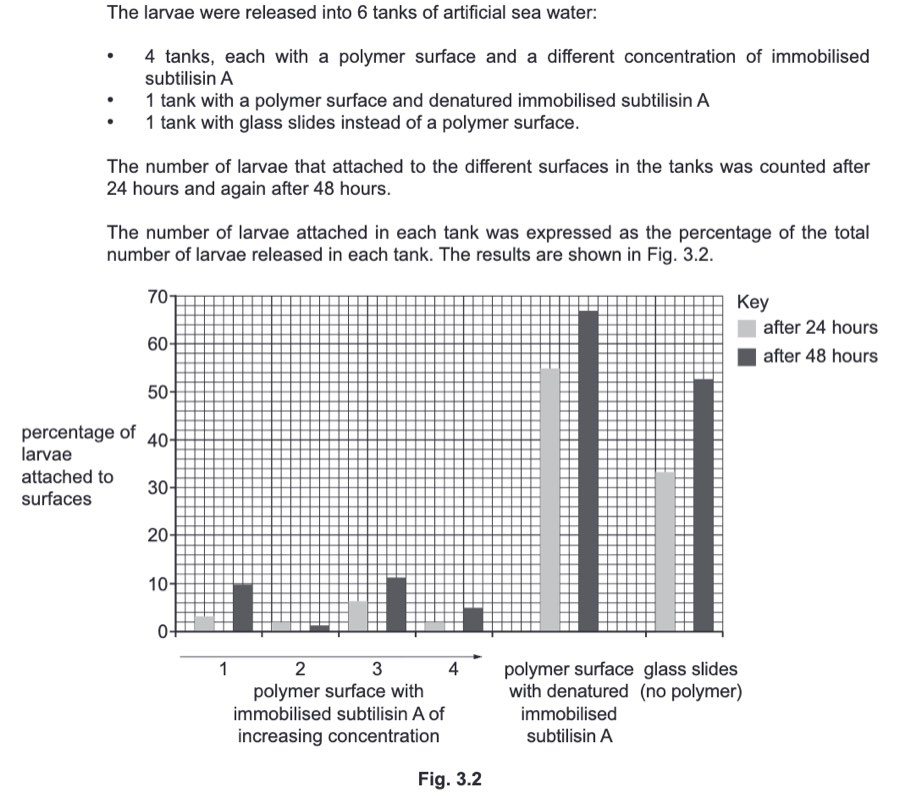 The larvae were released into 6 tanks of artificial sea water:
• 4 tanks, each with a polymer surface and a different concentration of immobilised
subtilisin A
• 1 tank with a polymer surface and denatured immobilised subtilisin A
• 1 tank with glass slides instead of a polymer surface.
The number of larvae that attached to the different surfaces in the tanks was counted after
24 hours and again after 48 hours.
The number of larvae attached in each tank was expressed as the percentage of the total
number of larvae released in each tank. The results are shown in Fig. 3.2.
70
60
50
40
30
20
10
0
percentage of
larvae
attached to
surfaces
Key
after 24 hours
after 48 hours
1 2 3 4
polymer surface with
immobilised subtilisin A of
increasing concentration
polymer surface
with denatured
immobilised
subtilisin A
glass slides
(no polymer)
Fig. 3.2